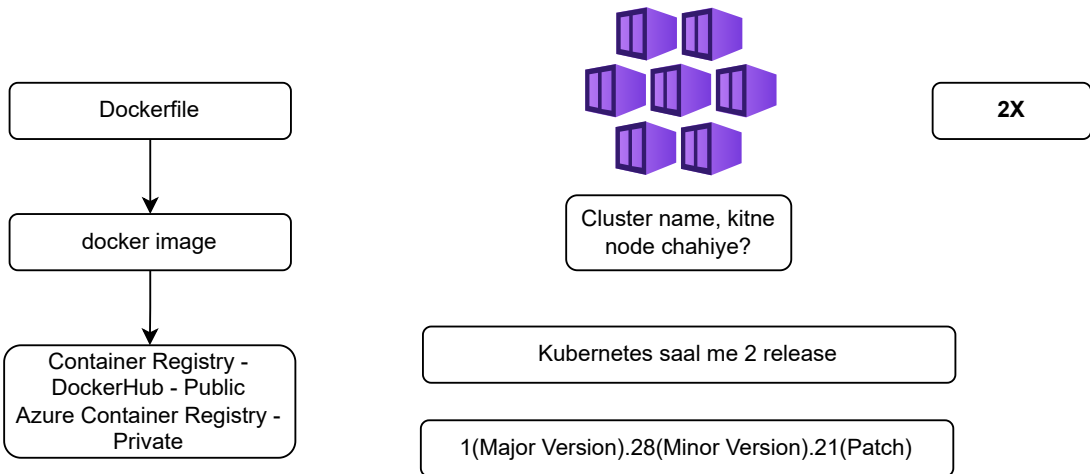 Dockerfile
docker image
Container Registry -
DockerHub - Public
Azure Container Registry -
Private
Cluster name, kitne
node chahiye?
2X
Kubernetes saal me 2 release
1(Major Version).28(Minor Version).21(Patch)